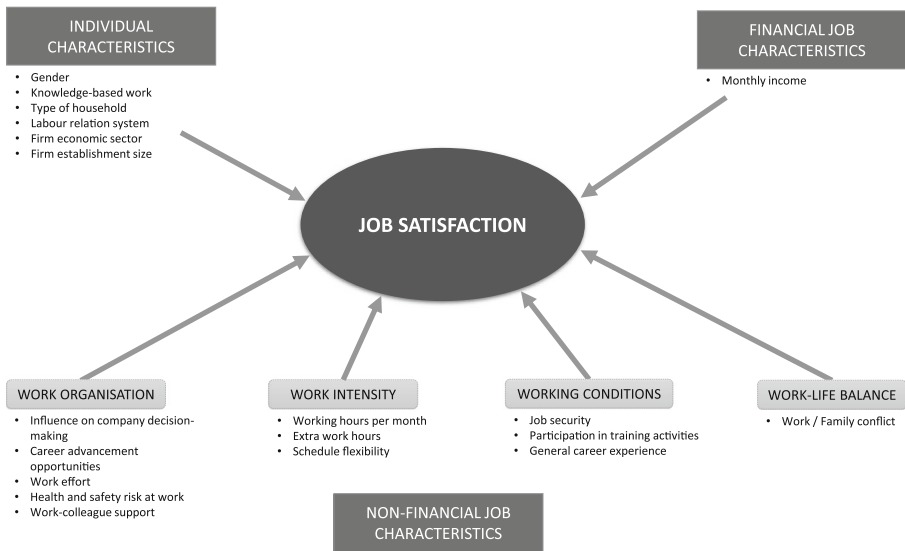 INDIVIDUAL
CHARACTERISTICS
• Gender
• Knowledge-based work
• Type of household
• Labour relation system
• Firm economic sector
• Firm establishment size
FINANCIAL JOB
CHARACTERISTICS
• Monthly income
JOB SATISFACTION
WORK ORGANISATION
• Influence on company decision-
making
• Career advancement
opportunities
• Work effort
• Health and safety risk at work
• Work-colleague support
WORK INTENSITY
• Working hours per month
• Extra work hours
• Schedule flexibility
WORKING CONDITIONS
• Job security
• Participation in training activities
• General career experience
WORK-LIFE BALANCE
• Work / Family conflict
NON-FINANCIAL JOB
CHARACTERISTICS